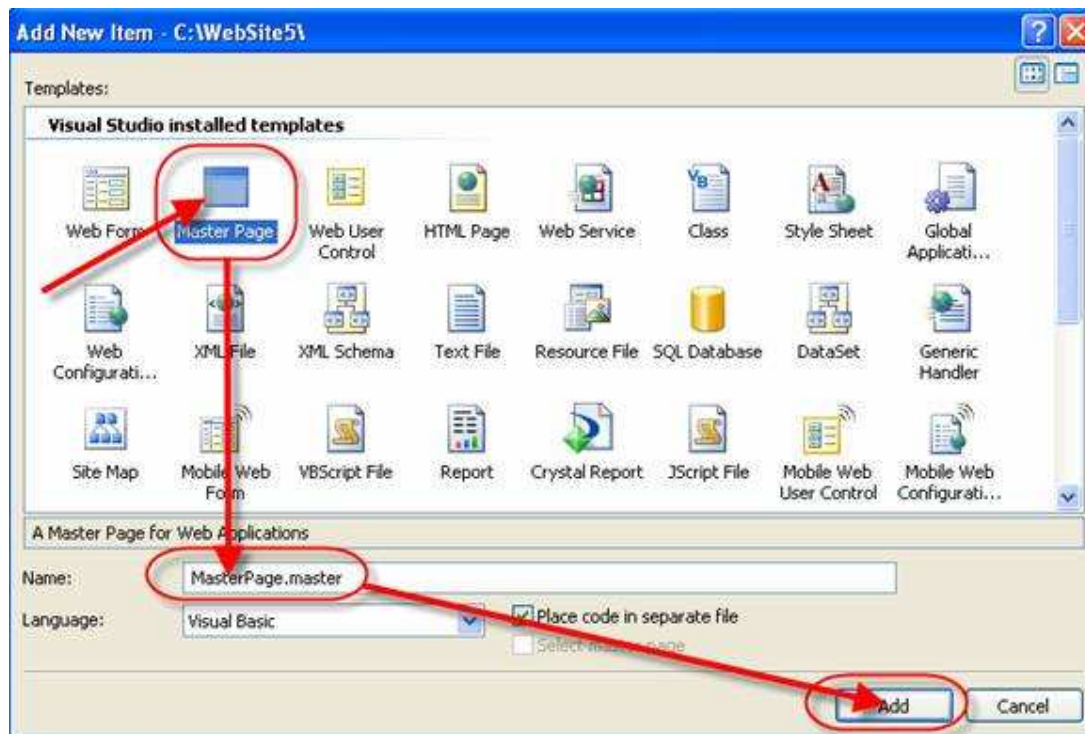 Add New Item - C:\WebSite5\
Templates:
Visual Studio installed templates
Web Form
Master Page
Web User
Control
HTML Page
Web Service
Class
Style Sheet
Global
Applicati...
Web
Configurati...
XML File
XML Schema
Text File
Resource File
SQL Database
DataSet
Generic
Handler
Site Map
Mobile Web
Form
VBScript File
Report
Crystal Report
JScript File
Mobile Web
User Control
Mobile Web
Configurati...
A Master Page for Web Applications
Name:
MasterPage.master
Language:
Visual Basic
Place code in separate file
Select master page
Add
Cancel